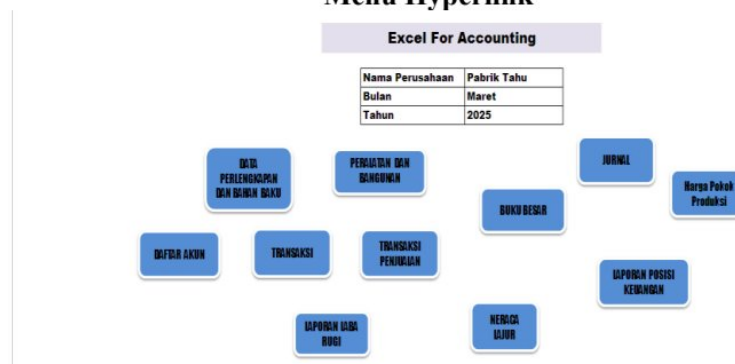 Menu Hyperlink
Excel For Accounting
Nama Perusahaan Pabrik Tahu
Bulan Maret
Tahun 2025
DATA
PERLENGKAPAN
DAN BAHAN BAKU
PERALATAN DAN
BANGUNAN
JURNAL
Harga Pokok
Produksi
BUKU BESAR
DAFTAR AKUN
TRANSAKSI
TRANSAKSI
PENJUALAN
LAPORAN POSISI
KEUANGAN
LAPORAN LABA
RUGI
NERACA
LAJUR